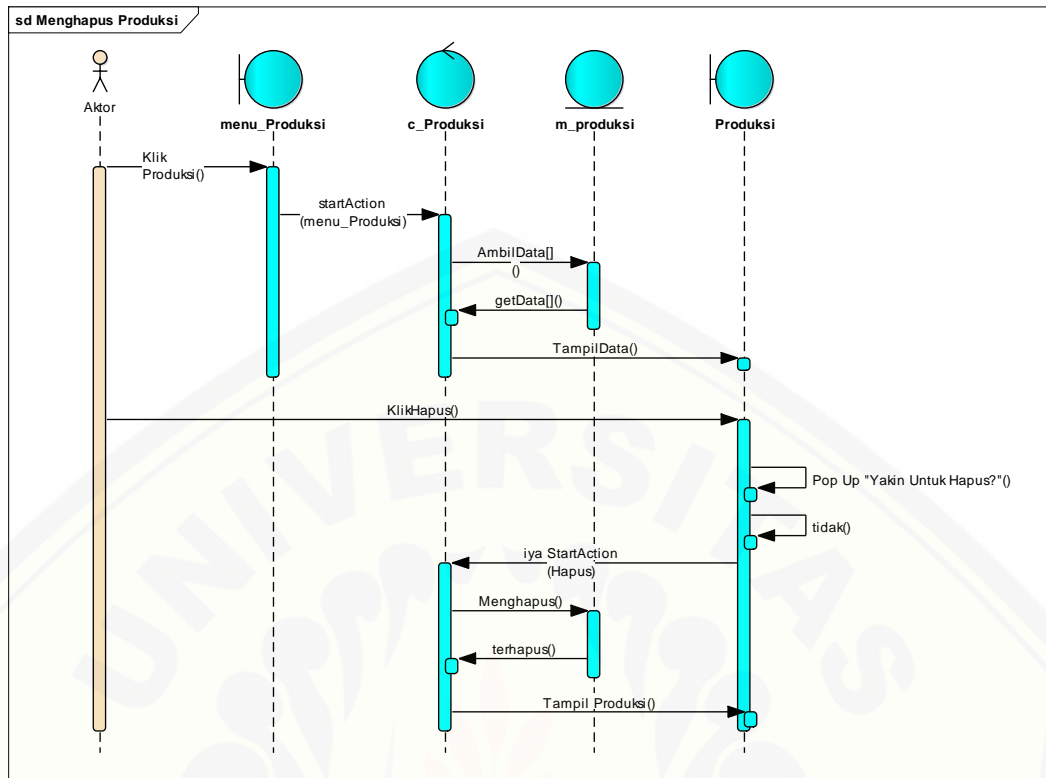 sd Menghapus Produksi
Aktor
menu_Produksi
c_Produksi
m_produksi
Produksi
Klik
Produksi()
startAction
(menu_Produksi)
AmbilData[]
()
getData[]()
TampilData()
KlikHapus()
Pop Up "Yakin Untuk Hapus?"()
tidak()
iya StartAction
(Hapus)
Menghapus()
terhapus()
Tampil Produksi()
UNIVERSITAS